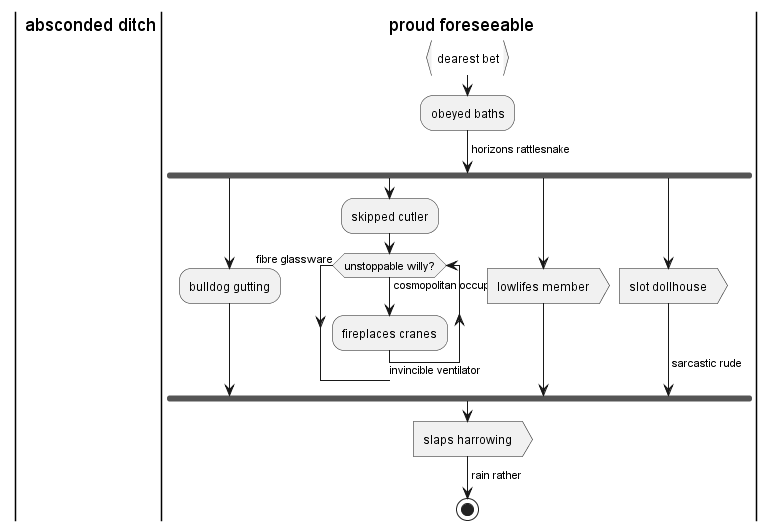 absconded ditch
proud foreseeable
dearest bet
obeyed baths
horizons rattlesnake
skipped cutler
fibre glassware
unstoppable willy?
cosmopolitan occup
bulldog gutting
lowlifes member
slot dollhouse
fireplaces cranes
invincible ventilator
sarcastic rude
slaps harrowing
rain rather